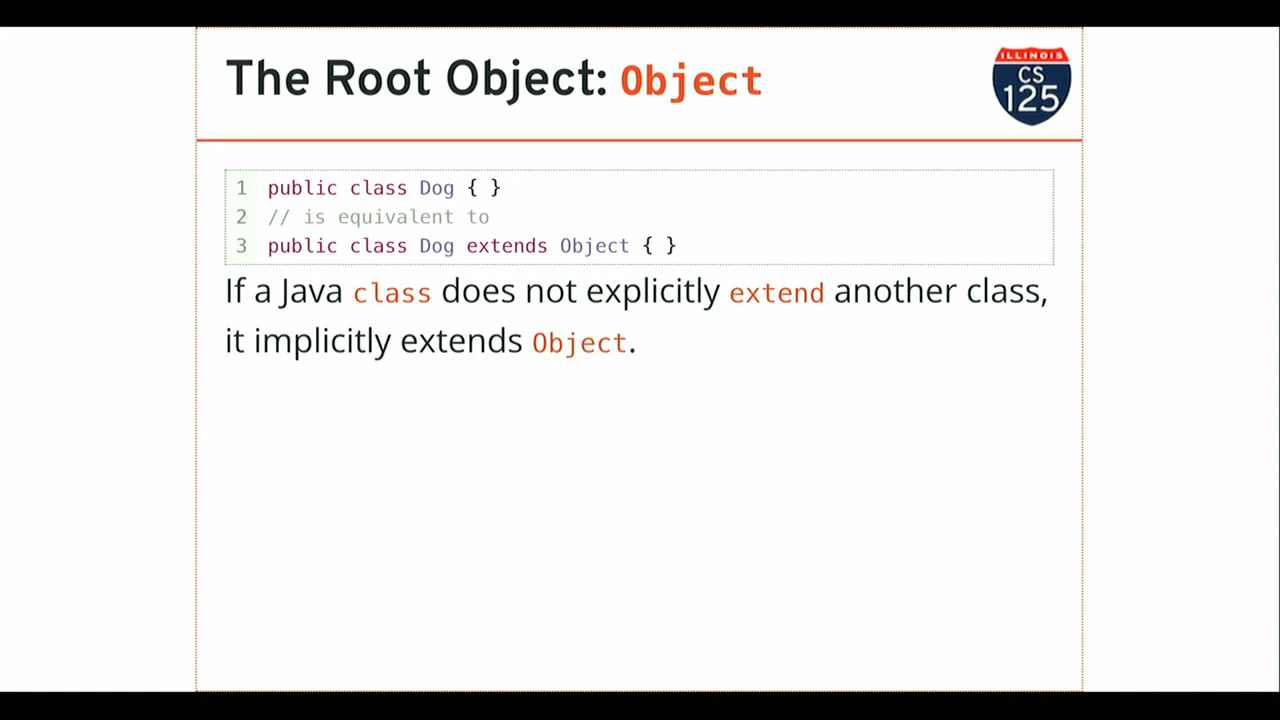 The Root Object: Object
ILLINOIS
CS
125
1 public class Dog { }
2 // is equivalent to
3 public class Dog extends Object { }
If a Java class does not explicitly extend another class,
it implicitly extends Object.